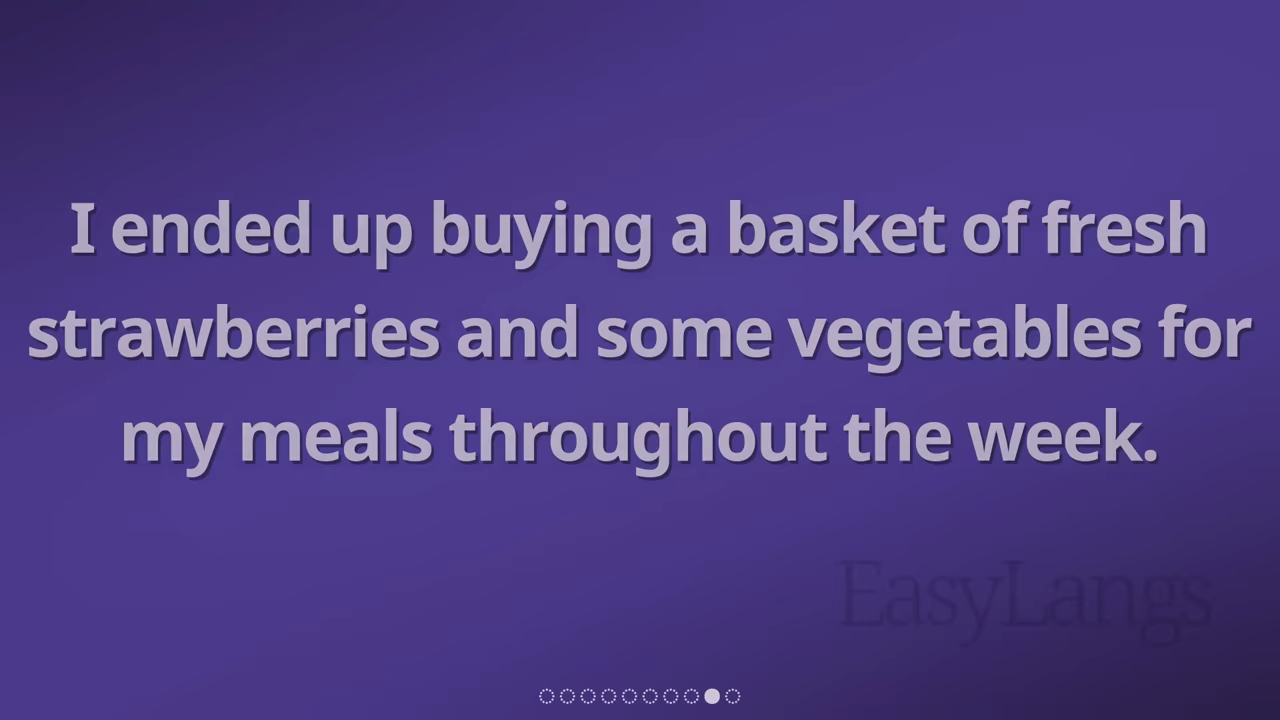 I ended up buying a basket of fresh
strawberries and some vegetables for
my meals throughout the week.
EasyLangs